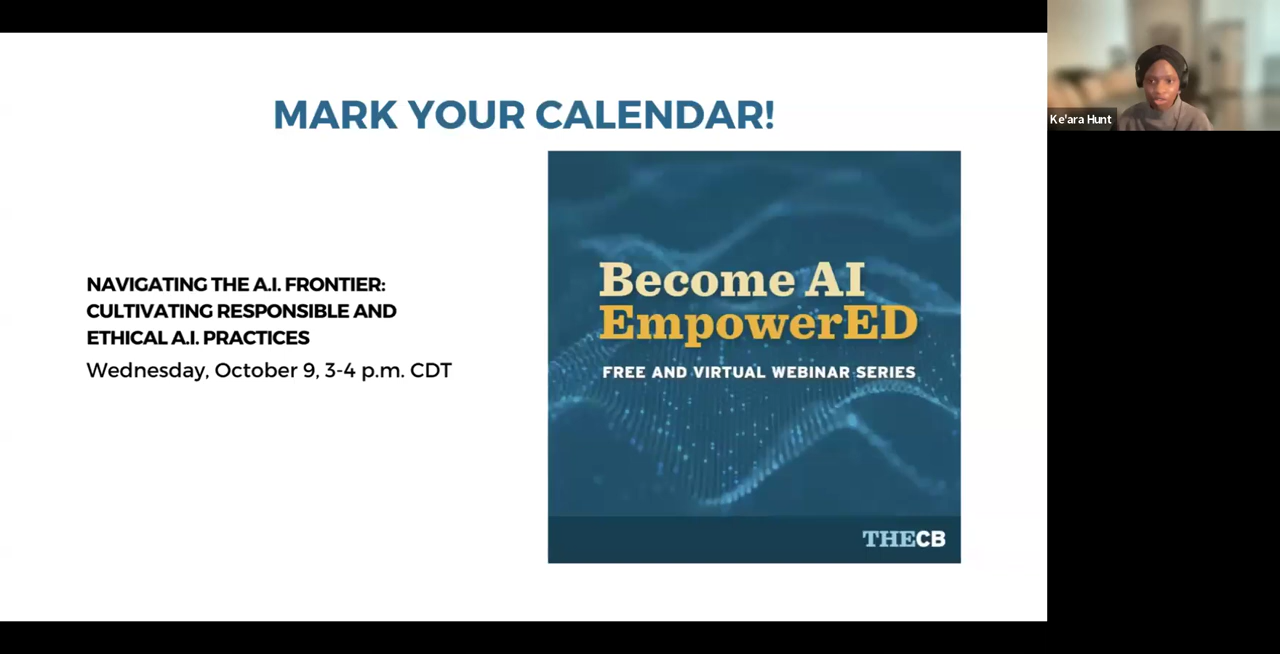 MARK YOUR CALENDAR!
NAVIGATING THE A.I. FRONTIER:
CULTIVATING RESPONSIBLE AND
ETHICAL A.I. PRACTICES
Wednesday, October 9, 3-4 p.m. CDT
Become AI
EmpowerED
FREE AND VIRTUAL WEBINAR SERIES
THECB
Ke'ara Hunt